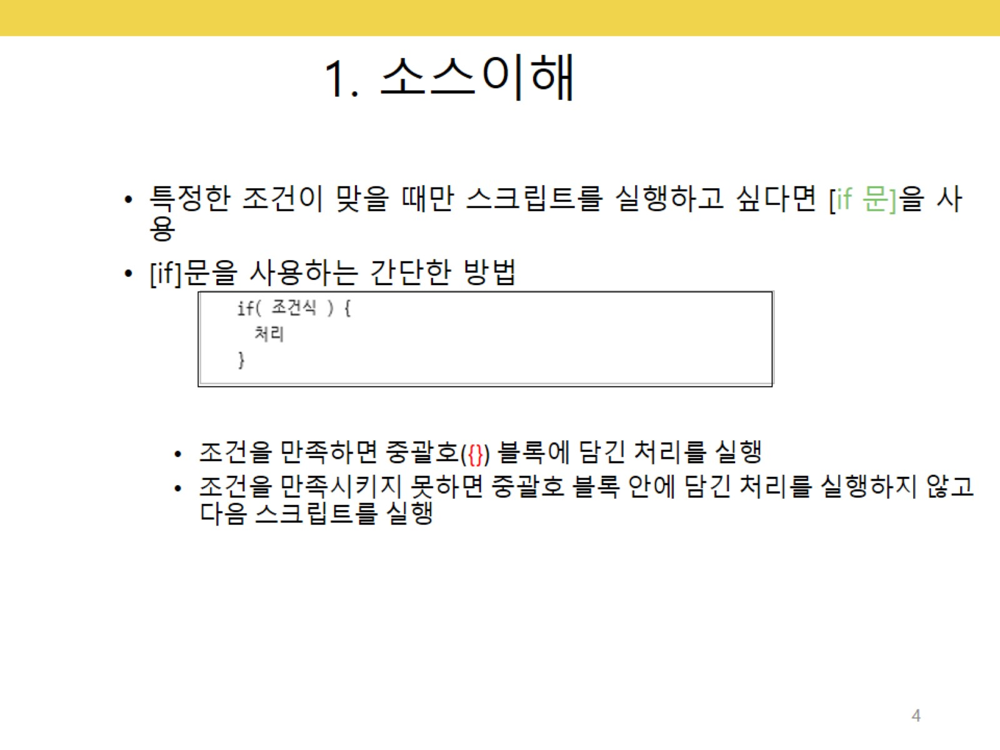 1. 소스이해
• 특정한 조건이 맞을 때만 스크립트를 실행하고 싶다면 [if 문]을 사
용
• [if]문을 사용하는 간단한 방법
if( 조건식 ) {
처리
}
• 조건을 만족하면 중괄호({}) 블록에 담긴 처리를 실행
• 조건을 만족시키지 못하면 중괄호 블록 안에 담긴 처리를 실행하지 않고
다음 스크립트를 실행
4